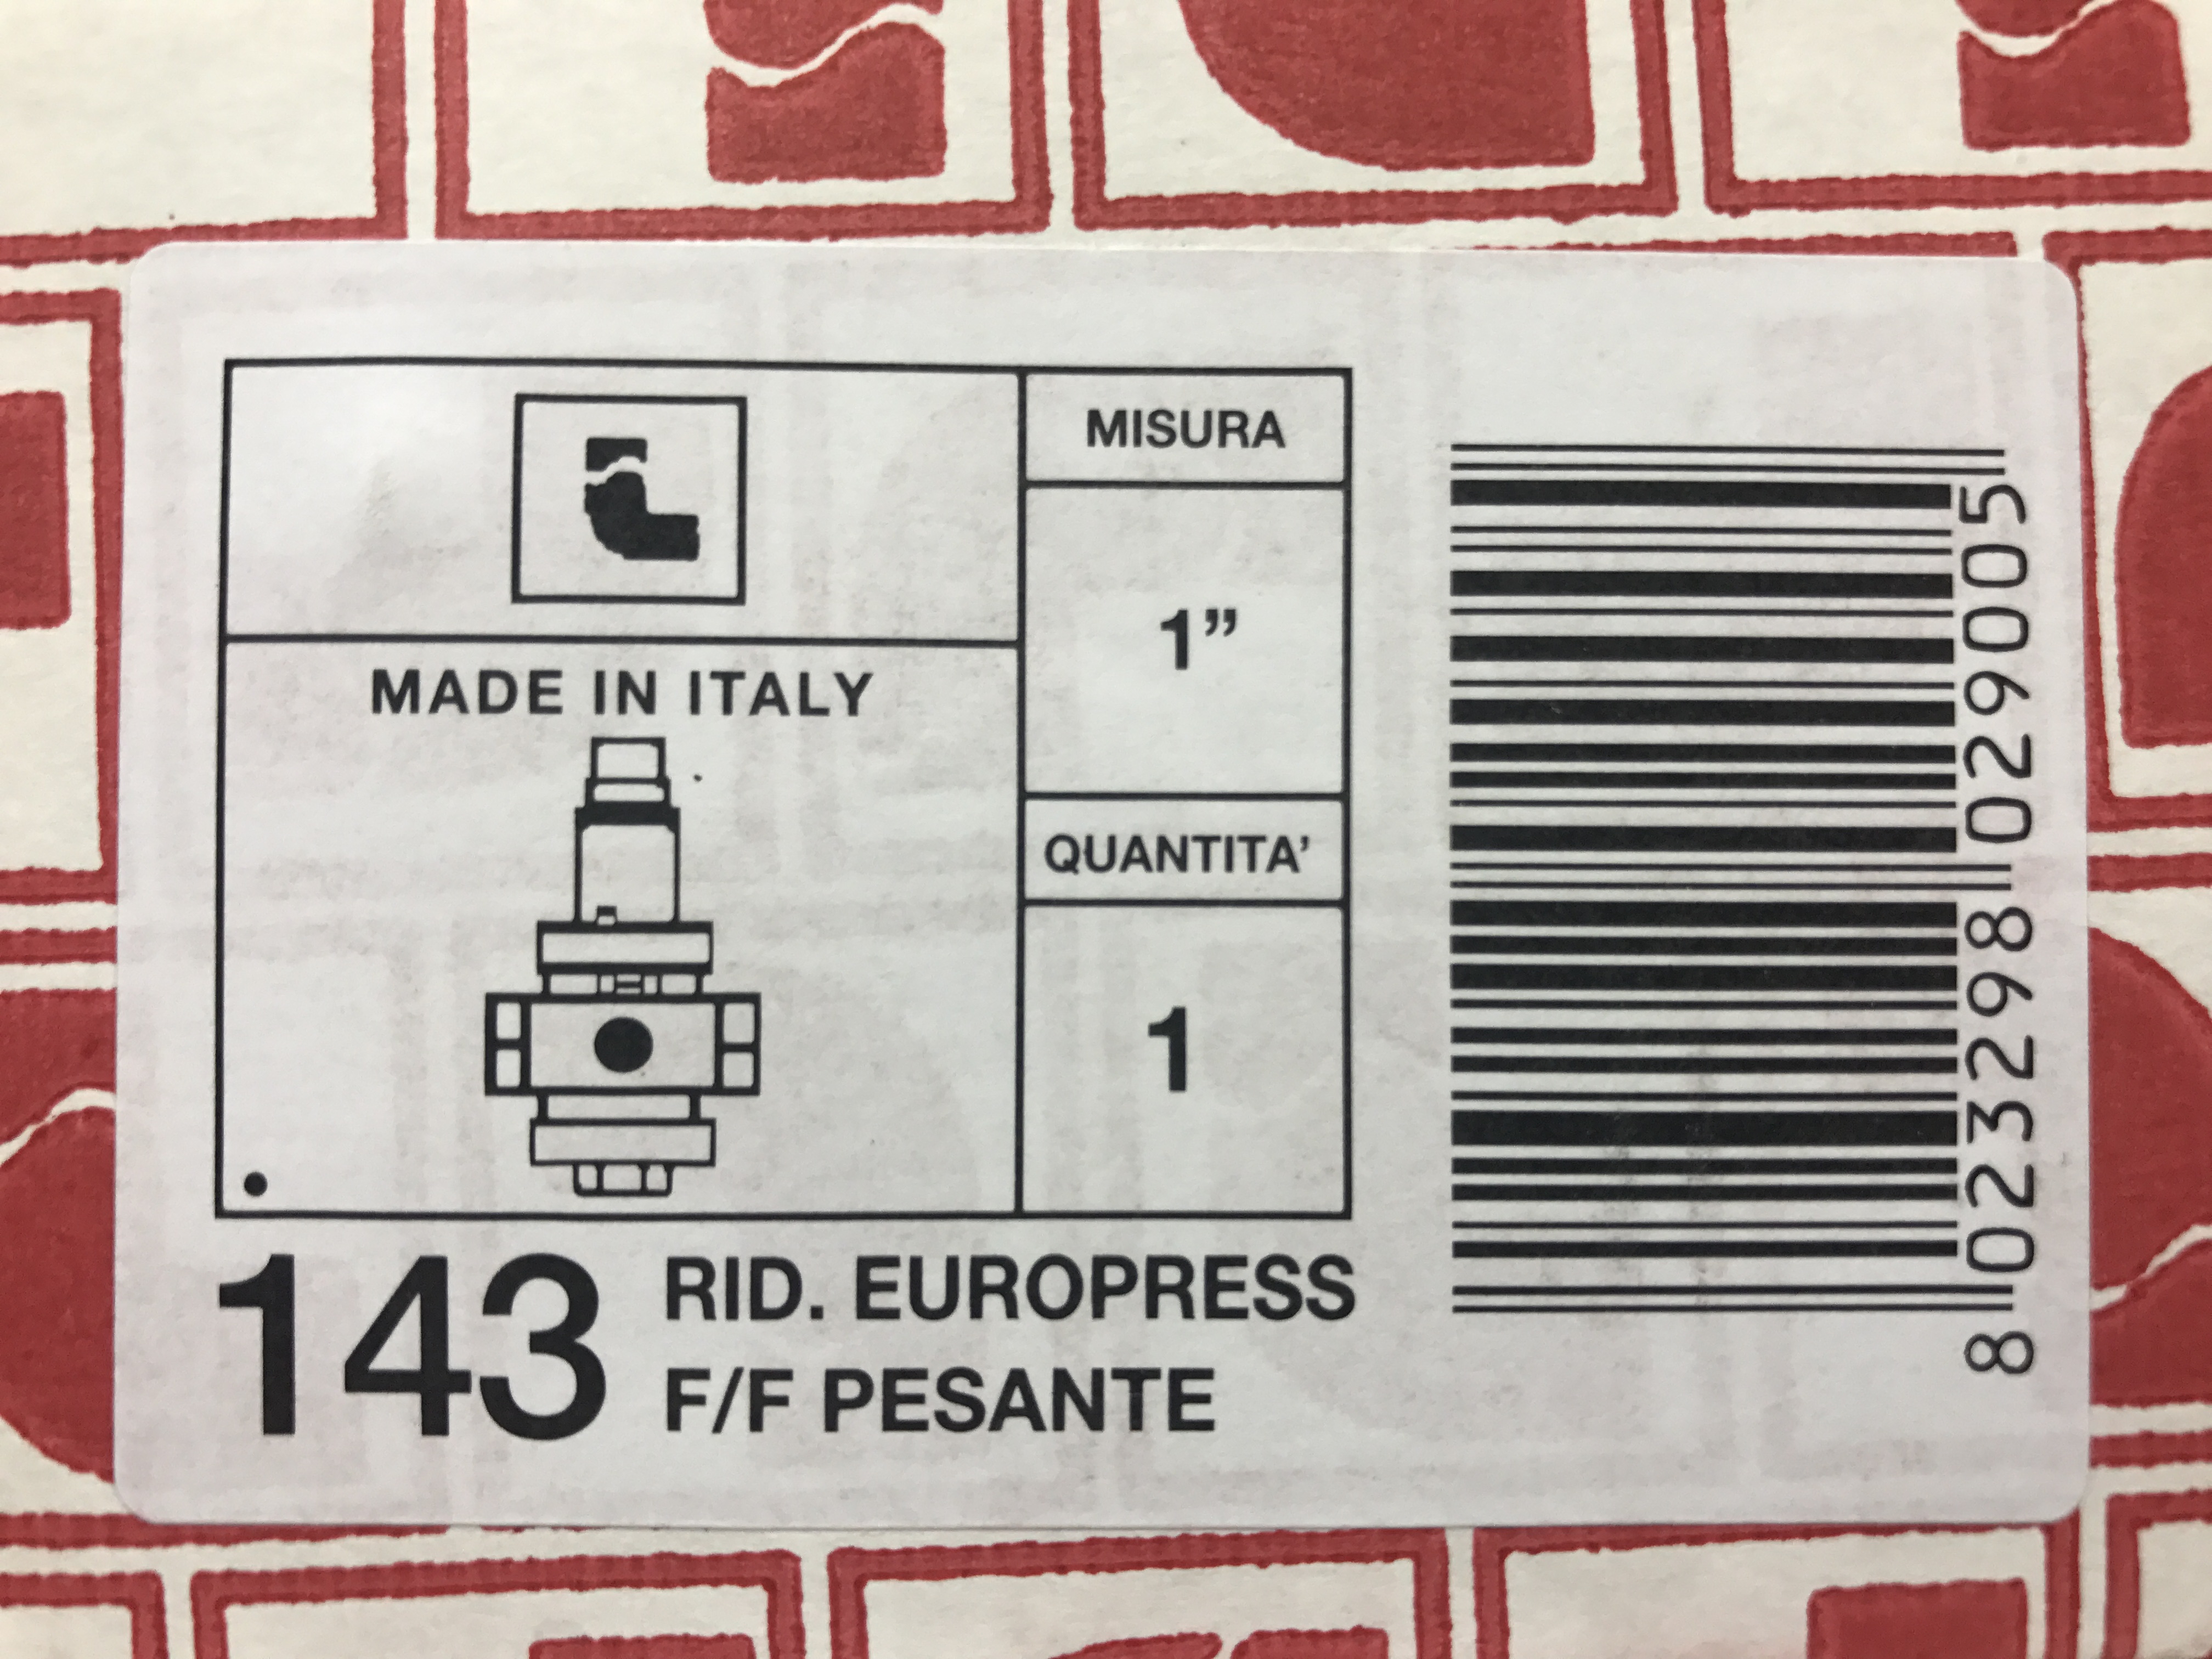 MADE IN ITALY
MISURA
1”
QUANTITA’
1
143 RID. EUROPRESS
F/F PESANTE
8 023298 029005